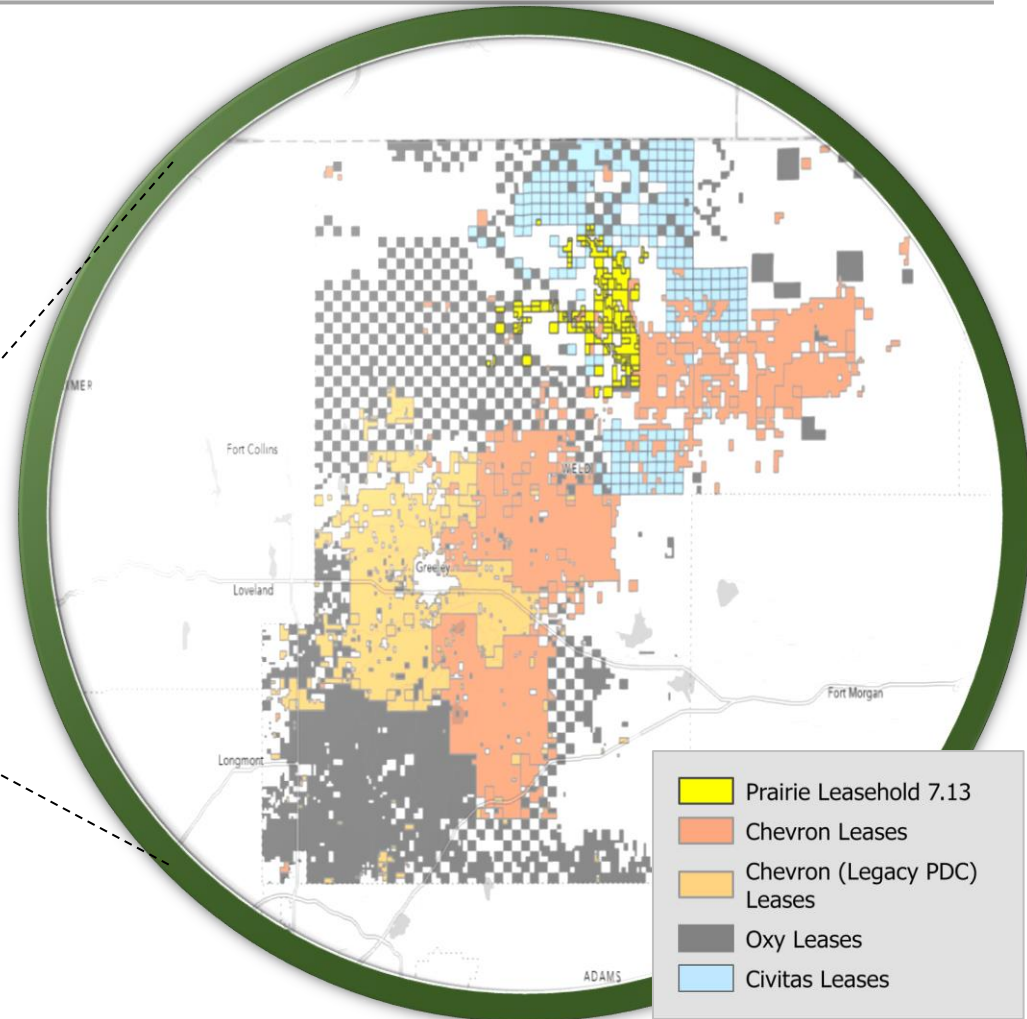 IMER
Fort Collins
WELD
Greeley
Loveland
Fort Morgan
Longmont
Prairie Leasehold 7.13
Chevron Leases
Chevron (Legacy PDC)
Leases
Oxy Leases
Civitas Leases
ADAMS